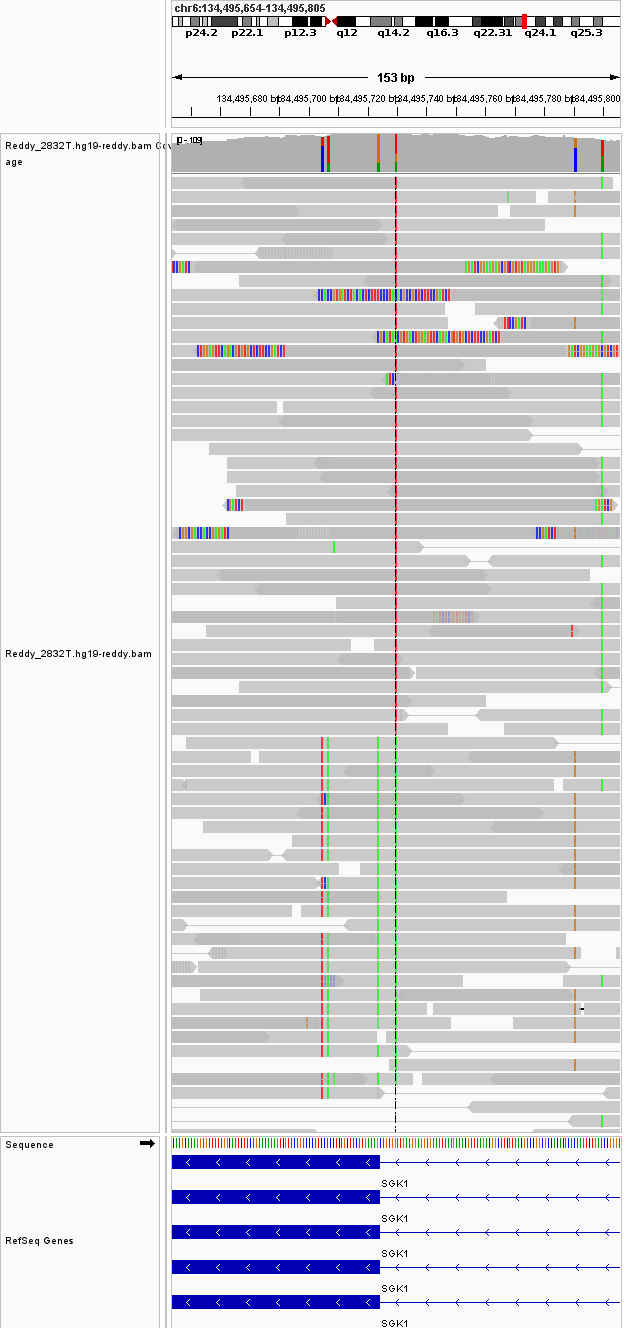 chr6:134,495,654-134,495,805
p24.2 p22.1 p12.3 q12 q14.2 q16.3 q22.31 q24.1 q25.3
153 bp
134,495,680 bp 134,495,700 bp 134,495,720 bp 134,495,740 bp 134,495,760 bp 134,495,780 bp 134,495,800
Reddy_2832T.hg19-reddy.bam Cov
age
Reddy_2832T.hg19-reddy.bam
Sequence
SGK1
SGK1
RefSeq Genes
SGK1
SGK1
SGK1